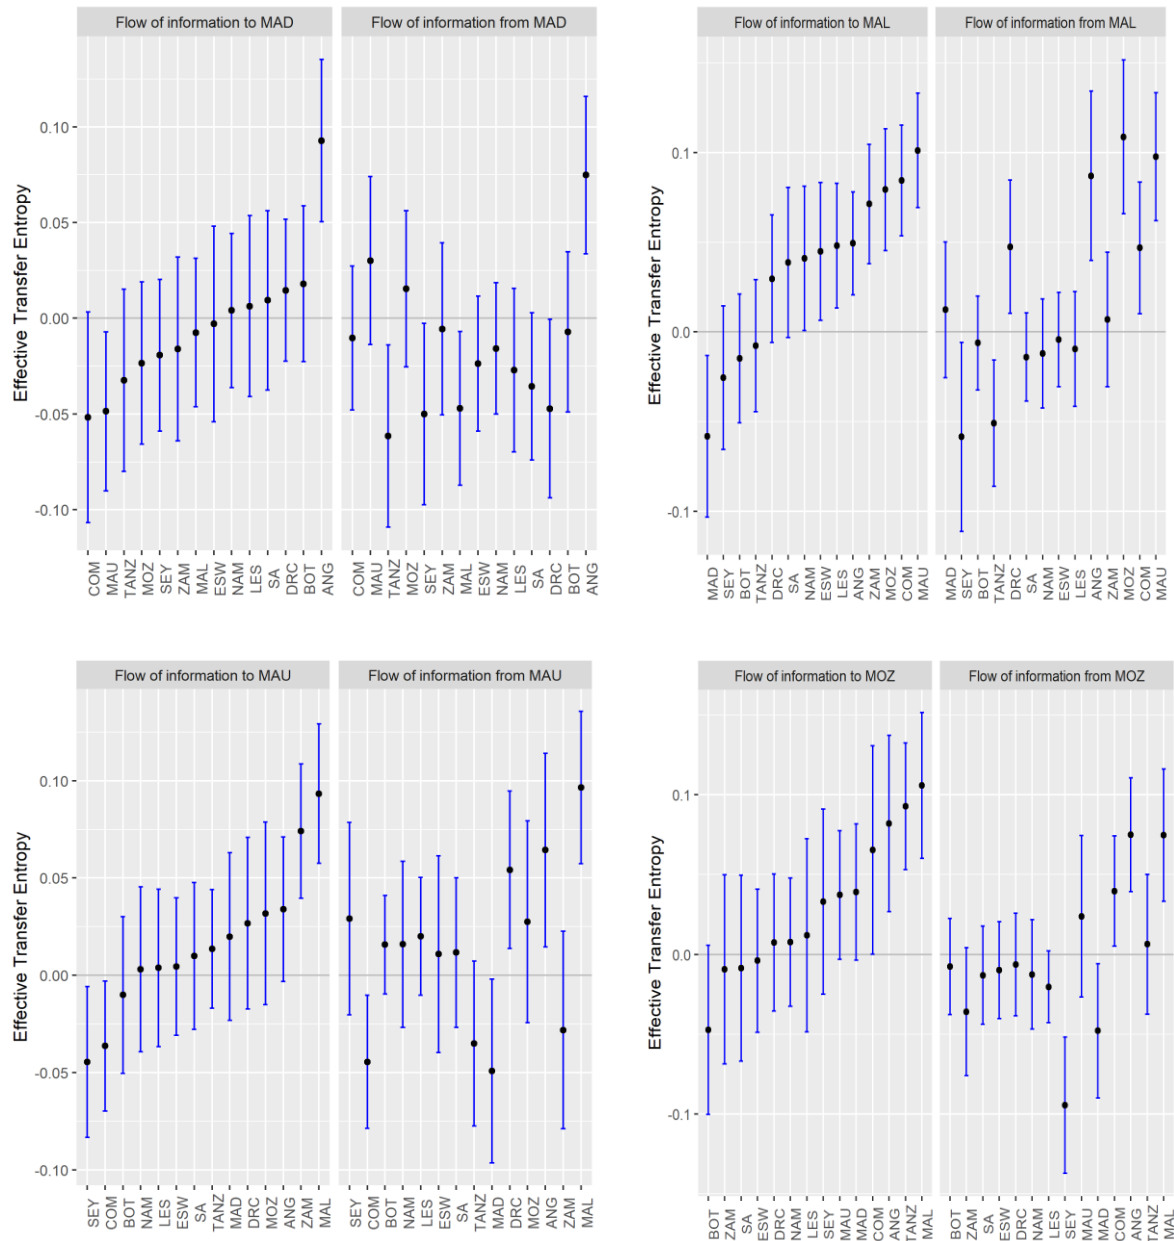 Flow of information to MAD
Flow of information from MAD
Effective Transfer Entropy
0.10
0.05
0.00
-0.05
-0.10
COM MAU TANZ MOZ SEY ZAM MAL ESW NAM LES SA DRC BOT ANG
COM MAU TANZ MOZ SEY ZAM MAL ESW NAM LES SA DRC BOT ANG
Flow of information to MAL
Flow of information from MAL
Effective Transfer Entropy
0.1
0.0
-0.1
MAD SEY BOT TANZ DRC SA NAM ESW LES ANG ZAM MOZ COM MAU
MAD SEY BOT TANZ DRC SA NAM ESW LES ANG ZAM MOZ COM MAU
Flow of information to MAU
Flow of information from MAU
Effective Transfer Entropy
0.10
0.05
0.00
-0.05
-0.10
SEY COM BOT NAM LES ESW SA TANZ MAD DRC MOZ ANG ZAM MAL
SEY COM BOT NAM LES ESW SA TANZ MAD DRC MOZ ANG ZAM MAL
Flow of information to MOZ
Flow of information from MOZ
Effective Transfer Entropy
0.1
0.0
-0.1
BOT ZAM SA ESW DRC NAM LES SEY MAU MAD COM ANG TANZ MAL
BOT ZAM SA ESW DRC NAM LES SEY MAU MAD COM ANG TANZ MAL